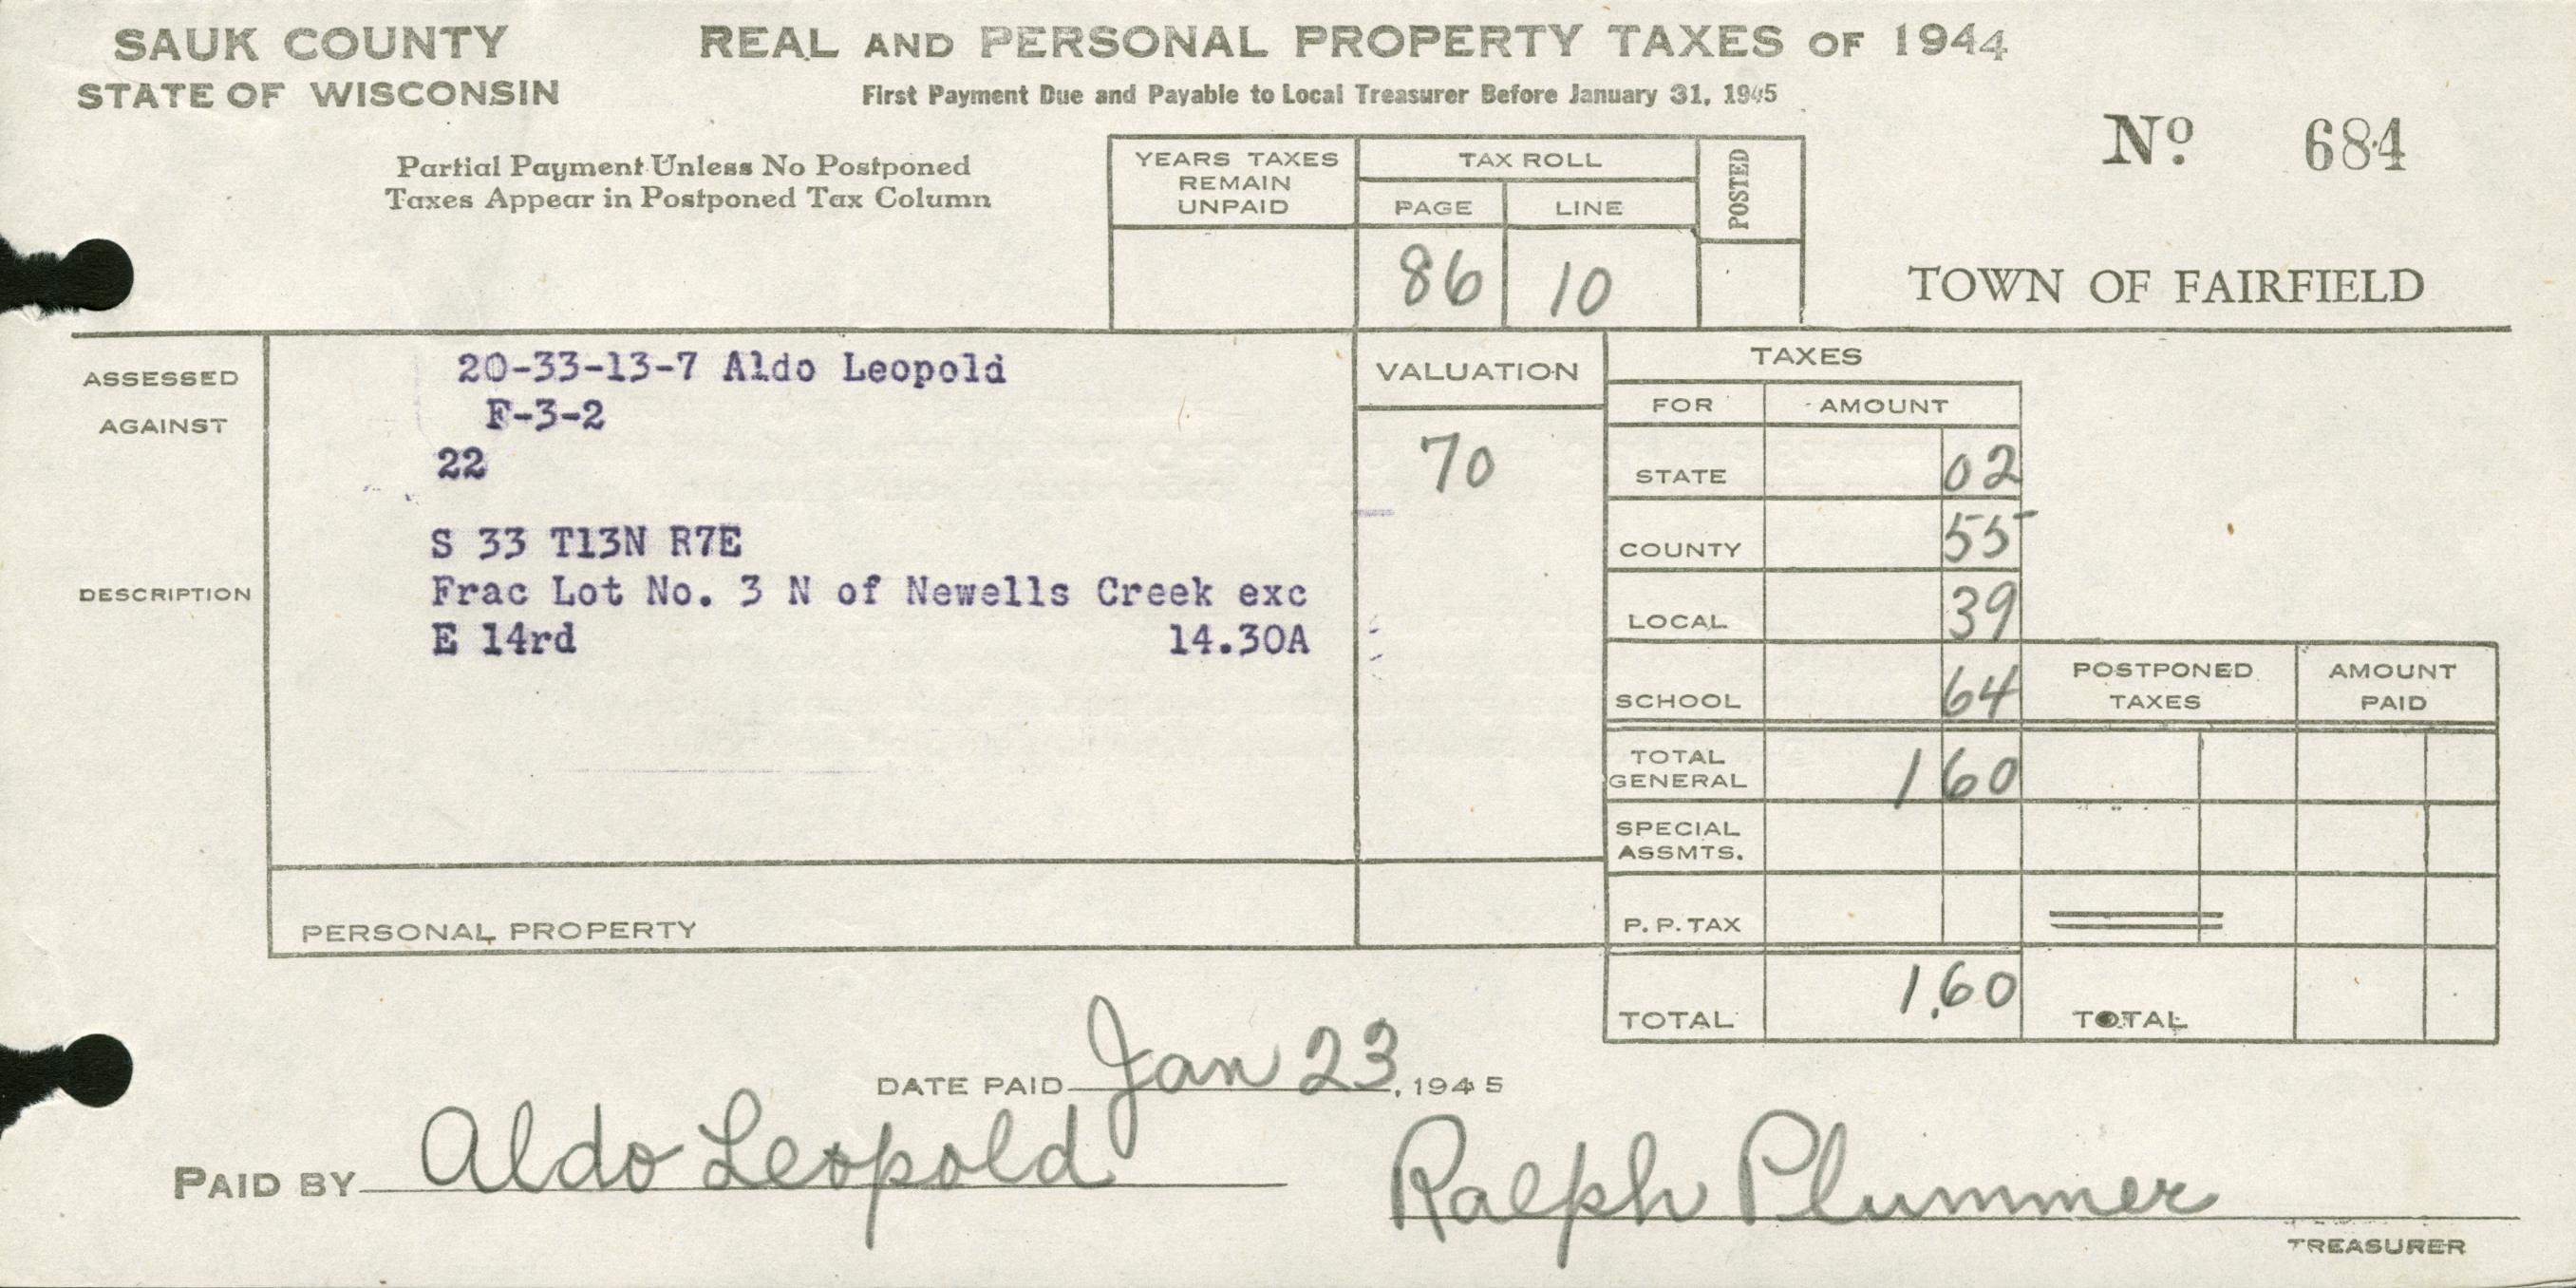 SAUK COUNTY
STATE OF WISCONSIN
REAL AND PERSONAL PROPERTY TAXES OF 1944
First Payment Due and Payable to Local Treasurer Before January 31, 1945
Partial Payment Unless No Postponed
Taxes Appear in Postponed Tax Column
YEARS TAXES
REMAIN
UNPAID
TAX ROLL
PAGE
LINE
POSTED
86
10
No. 684
TOWN OF FAIRFIELD
ASSESSED
AGAINST
20-33-13-7 Aldo Leopold
F-3-2
22
DESCRIPTION
S 33 T13N R7E
Frac Lot No. 3 N of Newells Creek exc
E 14rd 14.30A
PERSONAL PROPERTY
VALUATION
70
TAXES
FOR AMOUNT
STATE 02
COUNTY 55
LOCAL 39
SCHOOL 64
POSTPONED
TAXES
AMOUNT
PAID
TOTAL
GENERAL
1 60
SPECIAL
ASSMTS.
P. P. TAX
TOTAL 1.60 TOTAL
DATE PAID Jan 23, 1945
PAID BY Aldo Leopold
Ralph Plummer
TREASURER